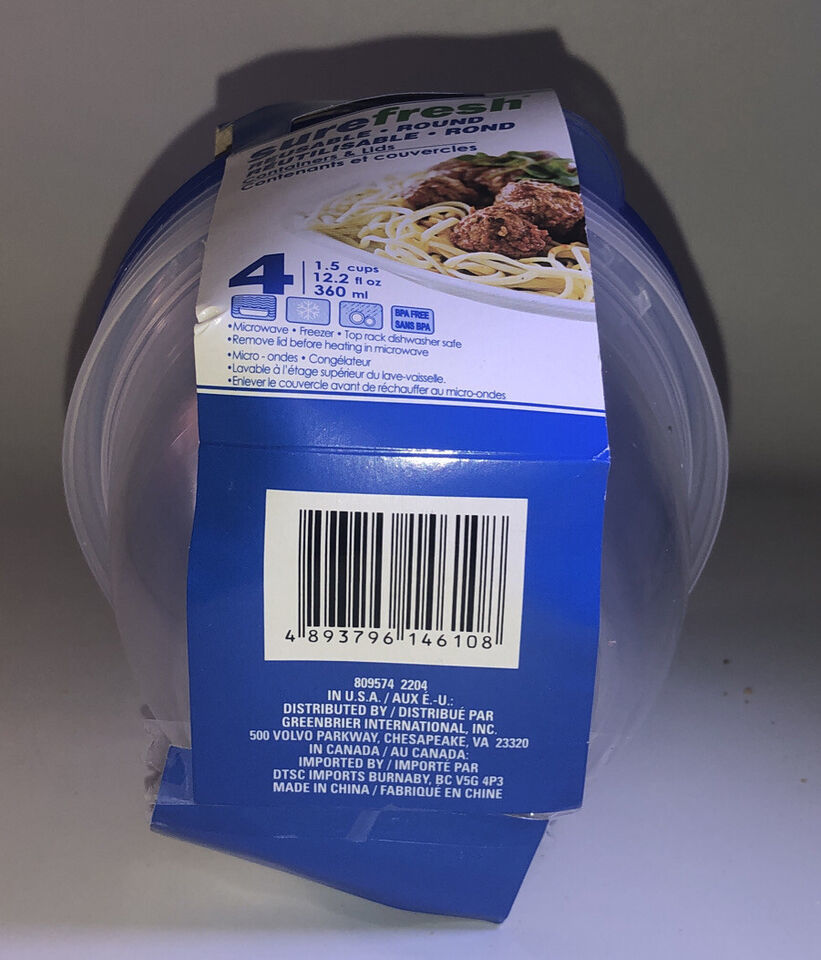 surefresh
REUSABLE • ROUND
RÉUTILISABLE • ROND
Containers & Lids
Contenants et couvercles
4
1.5 cups
12.2 fl oz
360 ml
BPA FREE
SANS BPA
•Microwave • Freezer • Top rack dishwasher safe
•Remove lid before heating in microwave
•Micro-ondes • Congélateur
•Lavable à l'étage supérieur du lave-vaisselle.
•Enlever le couvercle avant de réchauffer au micro-ondes
4 893796 146108
809574 2204
IN U.S.A. / AUX É.-U.:
DISTRIBUTED BY / DISTRIBUÉ PAR
GREENBRIER INTERNATIONAL, INC.
500 VOLVO PARKWAY, CHESAPEAKE, VA 23320
IN CANADA / AU CANADA:
IMPORTED BY / IMPORTÉ PAR
DTSC IMPORTS BURNABY, BC V5G 4P3
MADE IN CHINA / FABRIQUÉ EN CHINE